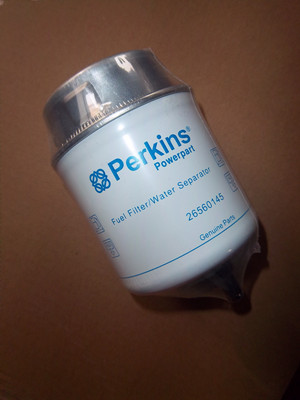 Perkins®
Powerpart
Fuel Filter/Water Separator
26560145
Genuine Parts